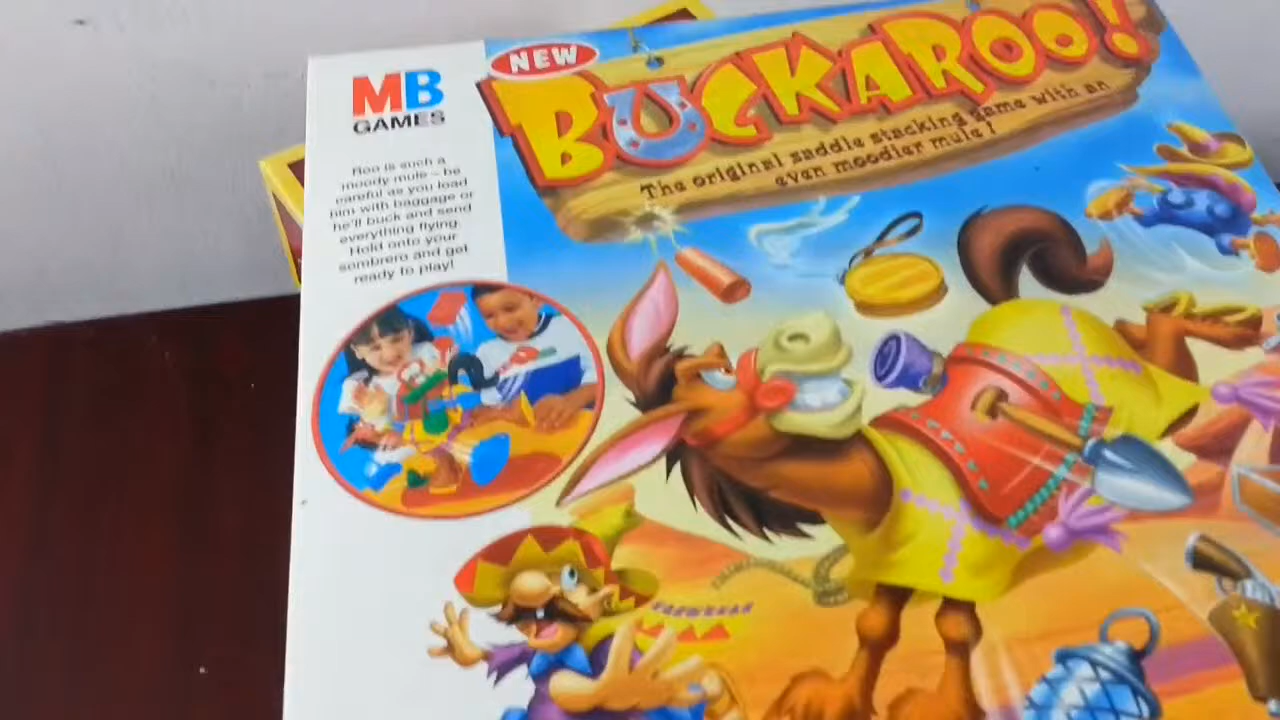 MB
GAMES
Roo is such a
moody mule – be
careful as you load
him with baggage or
he'll buck and send
everything flying.
Hold onto your
sombrero and get
ready to play!
NEW
BUCKAROO!
The original saddle stacking game with an
even moodier mule!